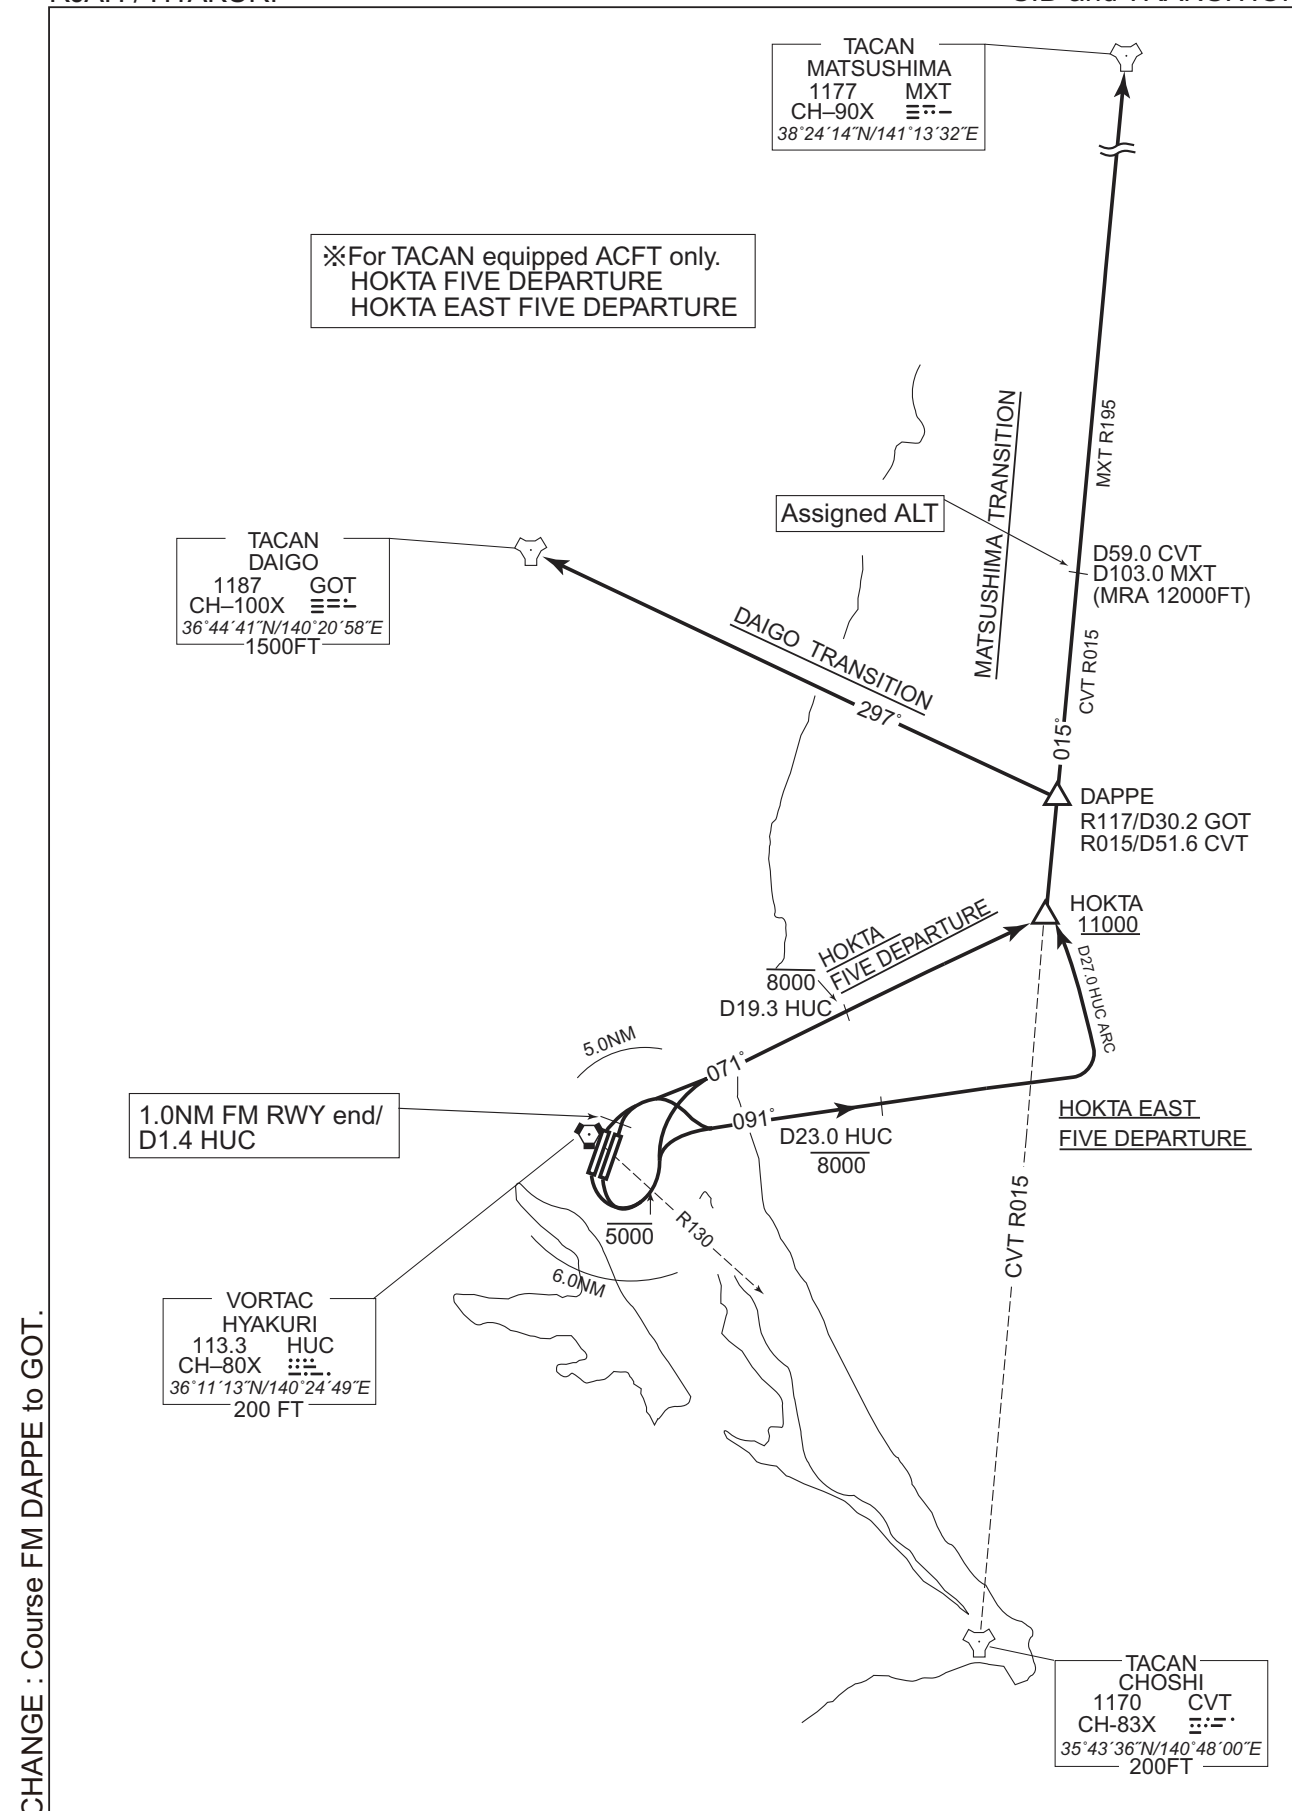 TACAN
MATSUSHIMA
1177 MXT
CH–90X
38°24´14˝N/141°13´32˝E
※For TACAN equipped ACFT only.
HOKTA FIVE DEPARTURE
HOKTA EAST FIVE DEPARTURE
MATSUSHIMA TRANSITION
MXT R195
Assigned ALT
D59.0 CVT
D103.0 MXT
(MRA 12000FT)
TACAN
DAIGO
1187 GOT
CH–100X
36°44´41˝N/140°20´58˝E
1500FT
DAIGO TRANSITION
297°
CVT R015
015°
DAPPE
R117/D30.2 GOT
R015/D51.6 CVT
HOKTA
11000
HOKTA
FIVE DEPARTURE
8000
D19.3 HUC
D27.0 HUC ARC
5.0NM
071°
1.0NM FM RWY end/
D1.4 HUC
091°
D23.0 HUC
8000
HOKTA EAST
FIVE DEPARTURE
5000
R130
6.0NM
CVT R015
VORTAC
HYAKURI
113.3 HUC
CH–80X
36°11´13˝N/140°24´49˝E
200 FT
TACAN
CHOSHI
1170 CVT
CH-83X
35°43´36˝N/140°48´00˝E
200FT
CHANGE : Course FM DAPPE to GOT.